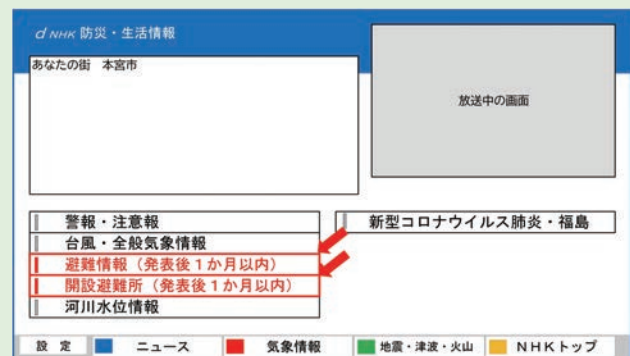 d NHK 防災・生活情報
あなたの街 本宮市
放送中の画面
警報・注意報
台風・全般気象情報
避難情報（発表後１か月以内）
開設避難所（発表後１か月以内）
河川水位情報
新型コロナウイルス肺炎・福島
設 定 ニュース 気象情報 地震・津波・火山 NHKトップ